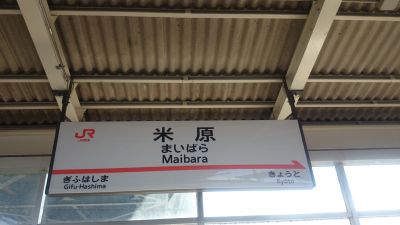 JR
米原
まいばら
Maibara
ぎふはしま
Gifu-Hashima
きょうと
Kyōto